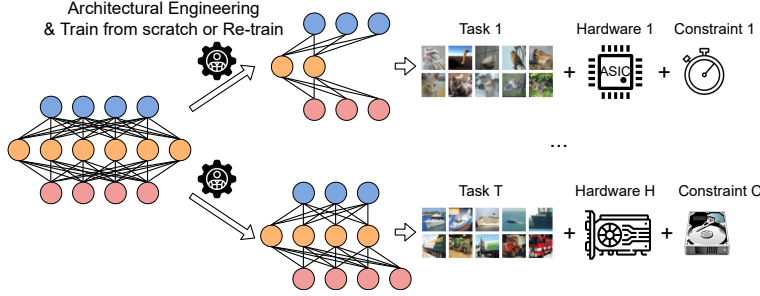 Architectural Engineering
& Train from scratch or Re-train
Task 1
Hardware 1
Constraint 1
+
ASIC
+
...
Task T
Hardware H
Constraint C
+
+